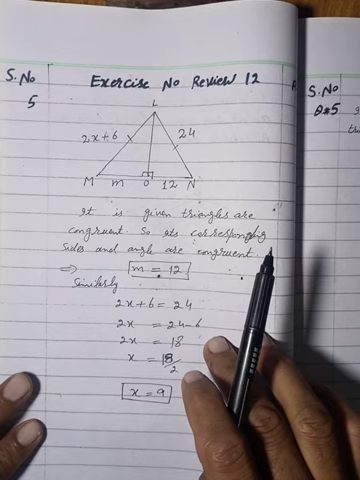 S.No
Exercise No Review 12
S.No
5
Q#5
L
2x+6
24
M m O 12 N
It is given triangles are
congruent. So its corresponding
sides and angle are congruent.
⇒ m = 12
Similarly
2x+6 = 24
2x = 24-6
2x = 18
x = 18/2
x = 9